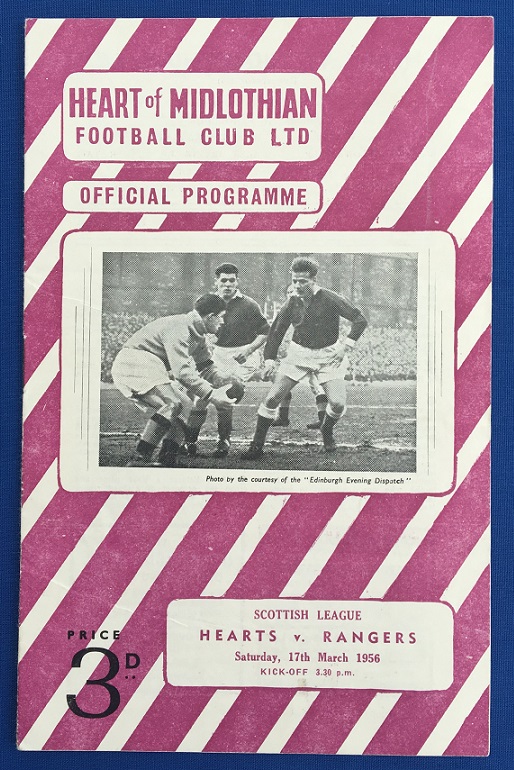 HEART of MIDLOTHIAN
FOOTBALL CLUB LTD
OFFICIAL PROGRAMME
Photo by the courtesy of the "Edinburgh Evening Dispatch"
SCOTTISH LEAGUE
HEARTS v. RANGERS
Saturday, 17th March 1956
KICK-OFF 3.30 p.m.
PRICE
3D